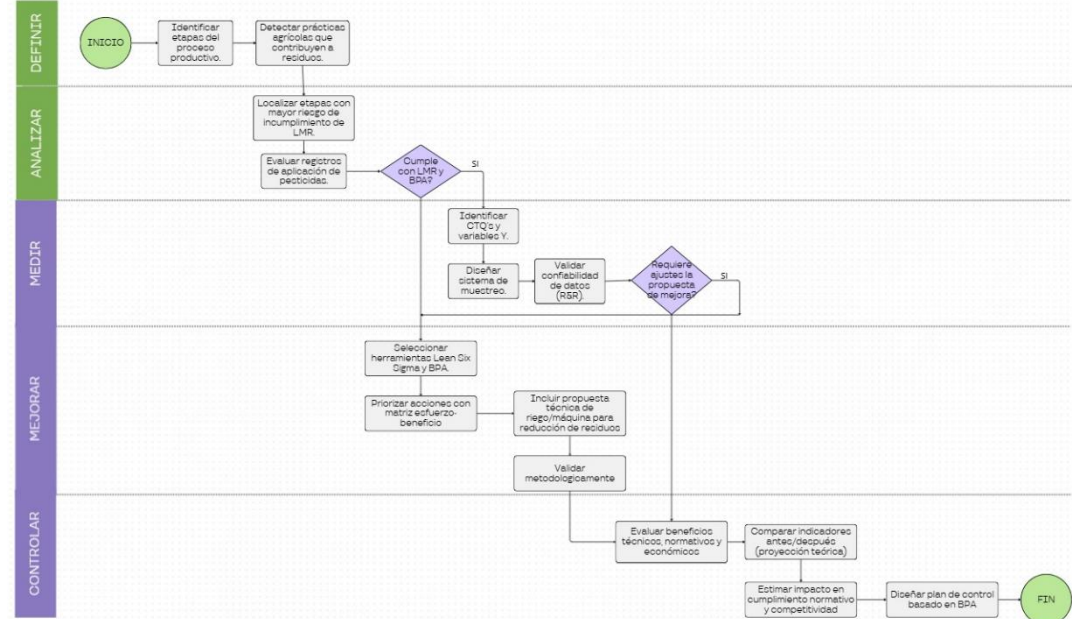 DEFINIR
INICIO
Identificar
etapas del
proceso
productivo.
Detectar prácticas
agrícolas que
contribuyen a
residuos.
ANALIZAR
Localizar etapas con
mayor riesgo de
incumplimiento de
LMR.
Evaluar registros
de aplicación de
pesticidas.
Cumple
con LMR y
BPA?
SI
MEDIR
Identificar
CTQ's y
variables Y.
Diseñar
sistema de
muestreo.
Validar
confiabilidad
de datos
(R&R).
Requiere
ajustes la
propuesta
de mejora?
SI
MEJORAR
Seleccionar
herramientas Lean Six
Sigma y BPA.
Priorizar acciones con
matriz esfuerzo-
beneficio
Incluir propuesta
técnica de
riego/máquina para
reducción de residuos
Validar
metodologicamente
CONTROLAR
Evaluar beneficios
técnicos, normativos y
económicos
Comparar indicadores
antes/después
(proyección teórica)
Estimar impacto en
cumplimiento normativo
y competitividad
Diseñar plan de control
basado en BPA
FIN